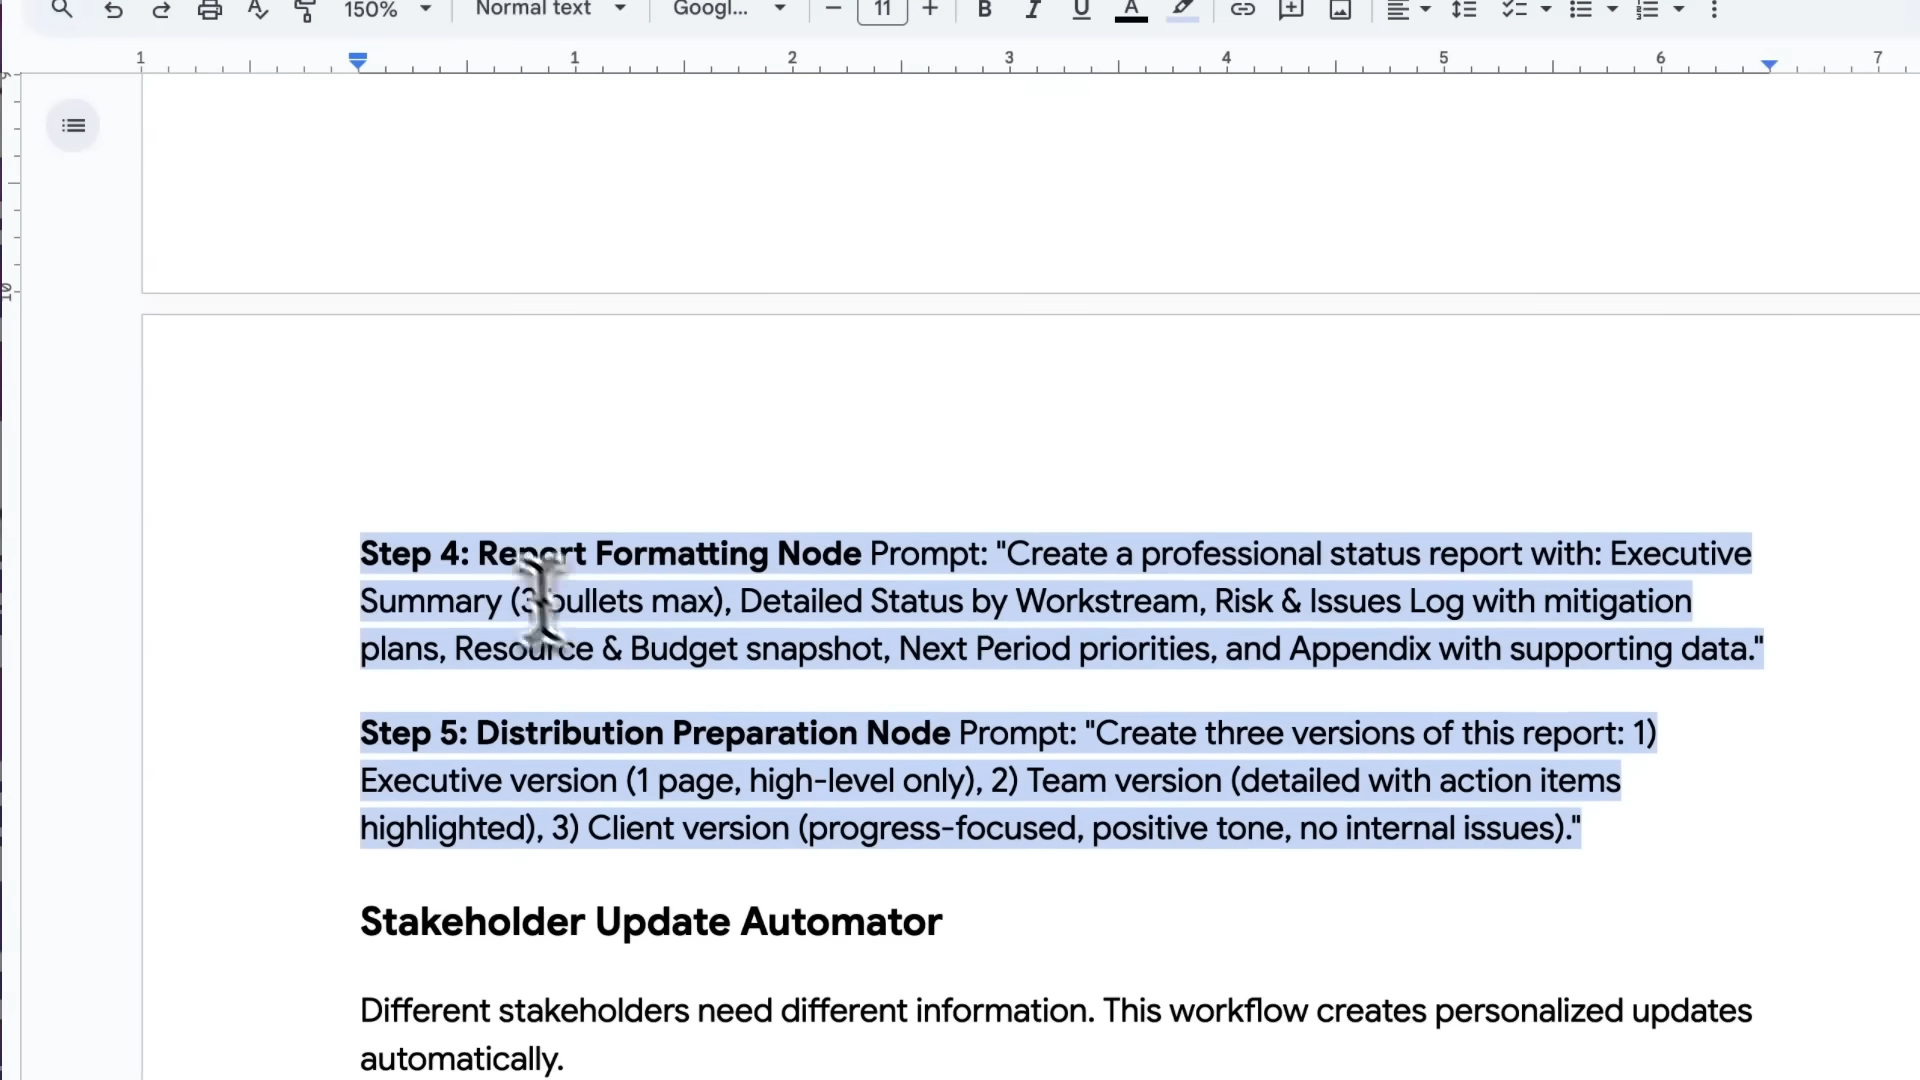 150%
Normal text
Googl...
11
1 1 2 3 4 5 6 7
10
Step 4: Report Formatting Node Prompt: "Create a professional status report with: Executive
Summary (3 bullets max), Detailed Status by Workstream, Risk & Issues Log with mitigation
plans, Resource & Budget snapshot, Next Period priorities, and Appendix with supporting data."
Step 5: Distribution Preparation Node Prompt: "Create three versions of this report: 1)
Executive version (1 page, high-level only), 2) Team version (detailed with action items
highlighted), 3) Client version (progress-focused, positive tone, no internal issues)."
Stakeholder Update Automator
Different stakeholders need different information. This workflow creates personalized updates
automatically.